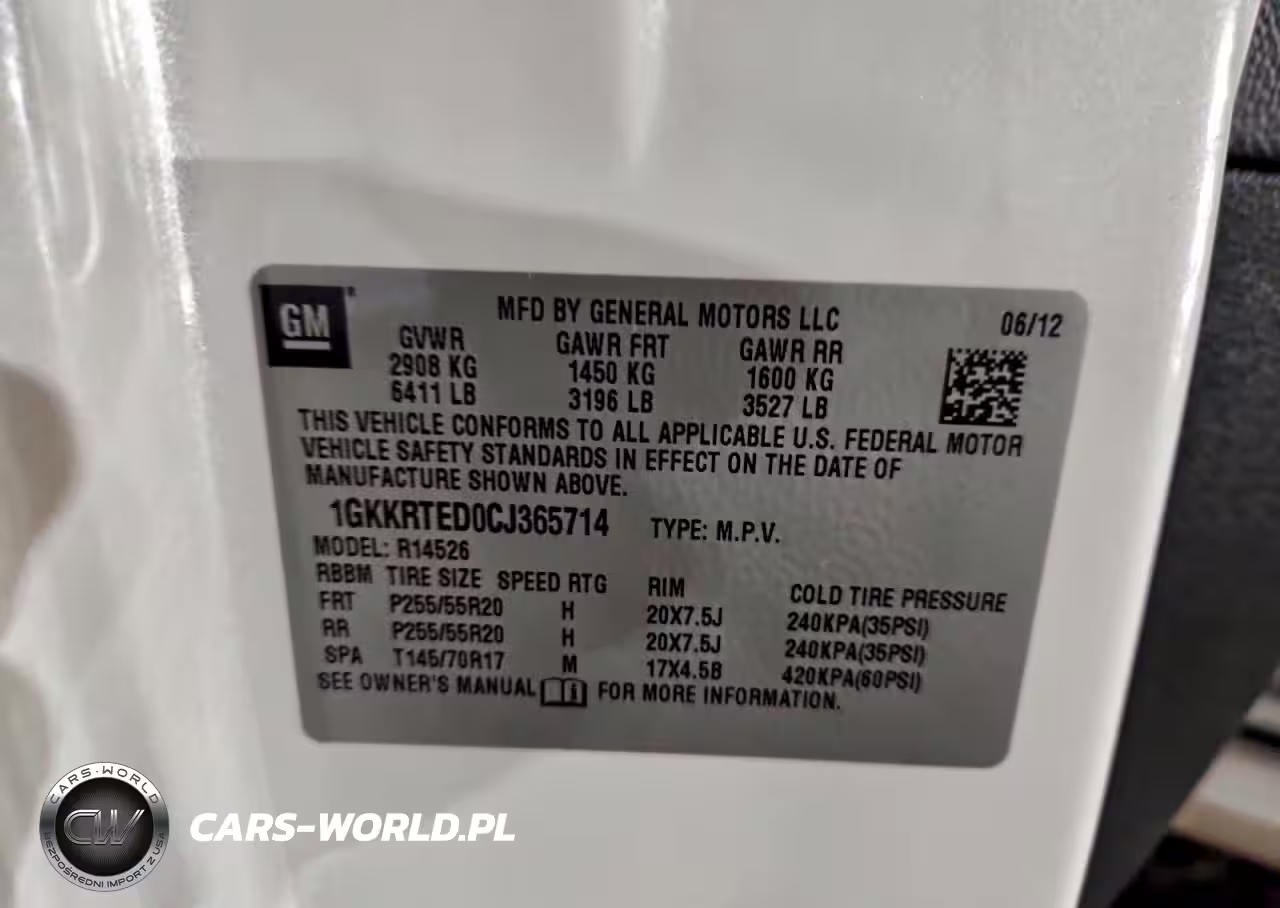 GM
MFD BY GENERAL MOTORS LLC 06/12
GVWR GAWR FRT GAWR RR
2908 KG 1450 KG 1600 KG
6411 LB 3196 LB 3527 LB
THIS VEHICLE CONFORMS TO ALL APPLICABLE U.S. FEDERAL MOTOR
VEHICLE SAFETY STANDARDS IN EFFECT ON THE DATE OF
MANUFACTURE SHOWN ABOVE.
1GKKRTED0CJ365714 TYPE: M.P.V.
MODEL: R14526
RBBM TIRE SIZE SPEED RTG RIM COLD TIRE PRESSURE
FRT P255/55R20 H 20X7.5J 240KPA(35PSI)
RR P255/55R20 H 20X7.5J 240KPA(35PSI)
SPA T145/70R17 M 17X4.5B 420KPA(60PSI)
SEE OWNER'S MANUAL FOR MORE INFORMATION.
CARS-WORLD
CW
BEZPOŚREDNI IMPORT Z USA
CARS-WORLD.PL